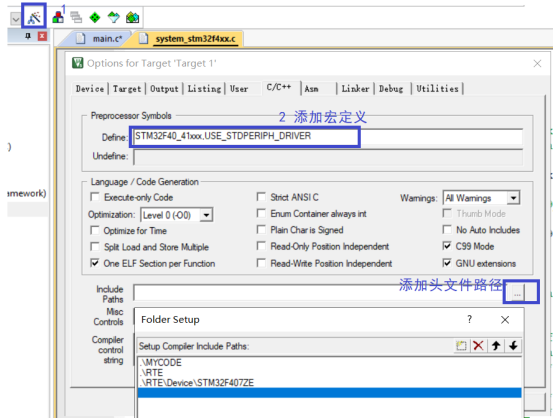 1
main.c*
system_stm32f4xx.c
Options for Target 'Target 1'
Device | Target | Output | Listing | User | C/C++ | Asm | Linker | Debug | Utilities
Preprocessor Symbols
2 添加宏定义
Define: STM32F40_41xxx,USE_STDPERIPH_DRIVER
Undefine:
Language / Code Generation
Execute-only Code
Strict ANSI C
Warnings: All Warnings
Optimization: Level 0 (-O0)
Enum Container always int
Thumb Mode
Optimize for Time
Plain Char is Signed
No Auto Includes
Split Load and Store Multiple
Read-Only Position Independent
C99 Mode
One ELF Section per Function
Read-Write Position Independent
GNU extensions
添加头文件路径
Include
Paths
...
Misc
Controls
Compiler
control
string
Folder Setup
?
Setup Compiler Include Paths:
.\MYCODE
.\RTE
.\RTE\Device\STM32F407ZE